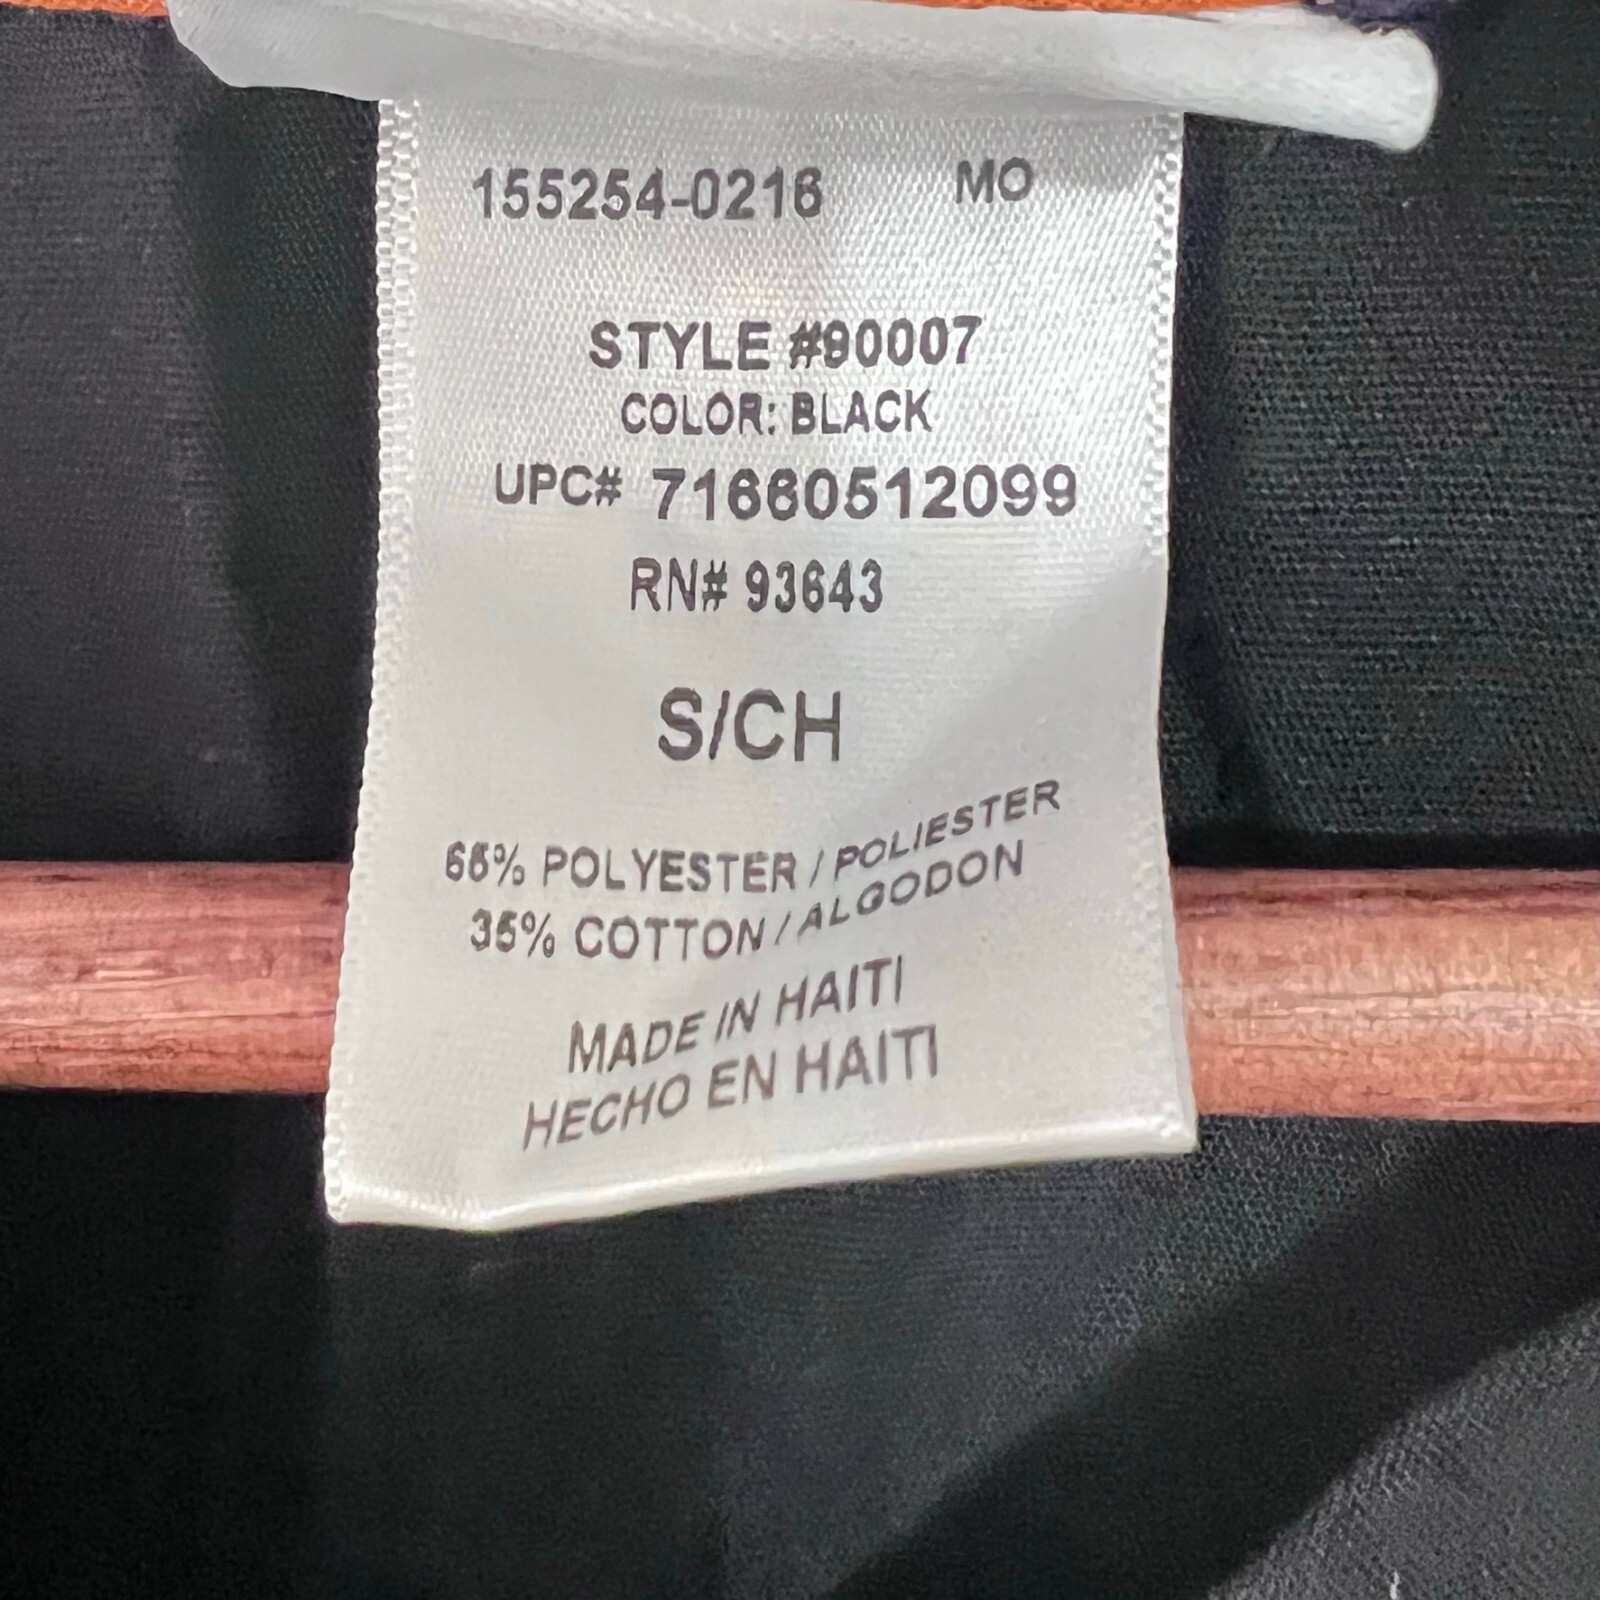 155254-0216 MO
STYLE #90007
COLOR: BLACK
UPC# 71660512099
RN# 93643
S/CH
65% POLYESTER / POLIESTER
35% COTTON / ALGODON
MADE IN HAITI
HECHO EN HAITI